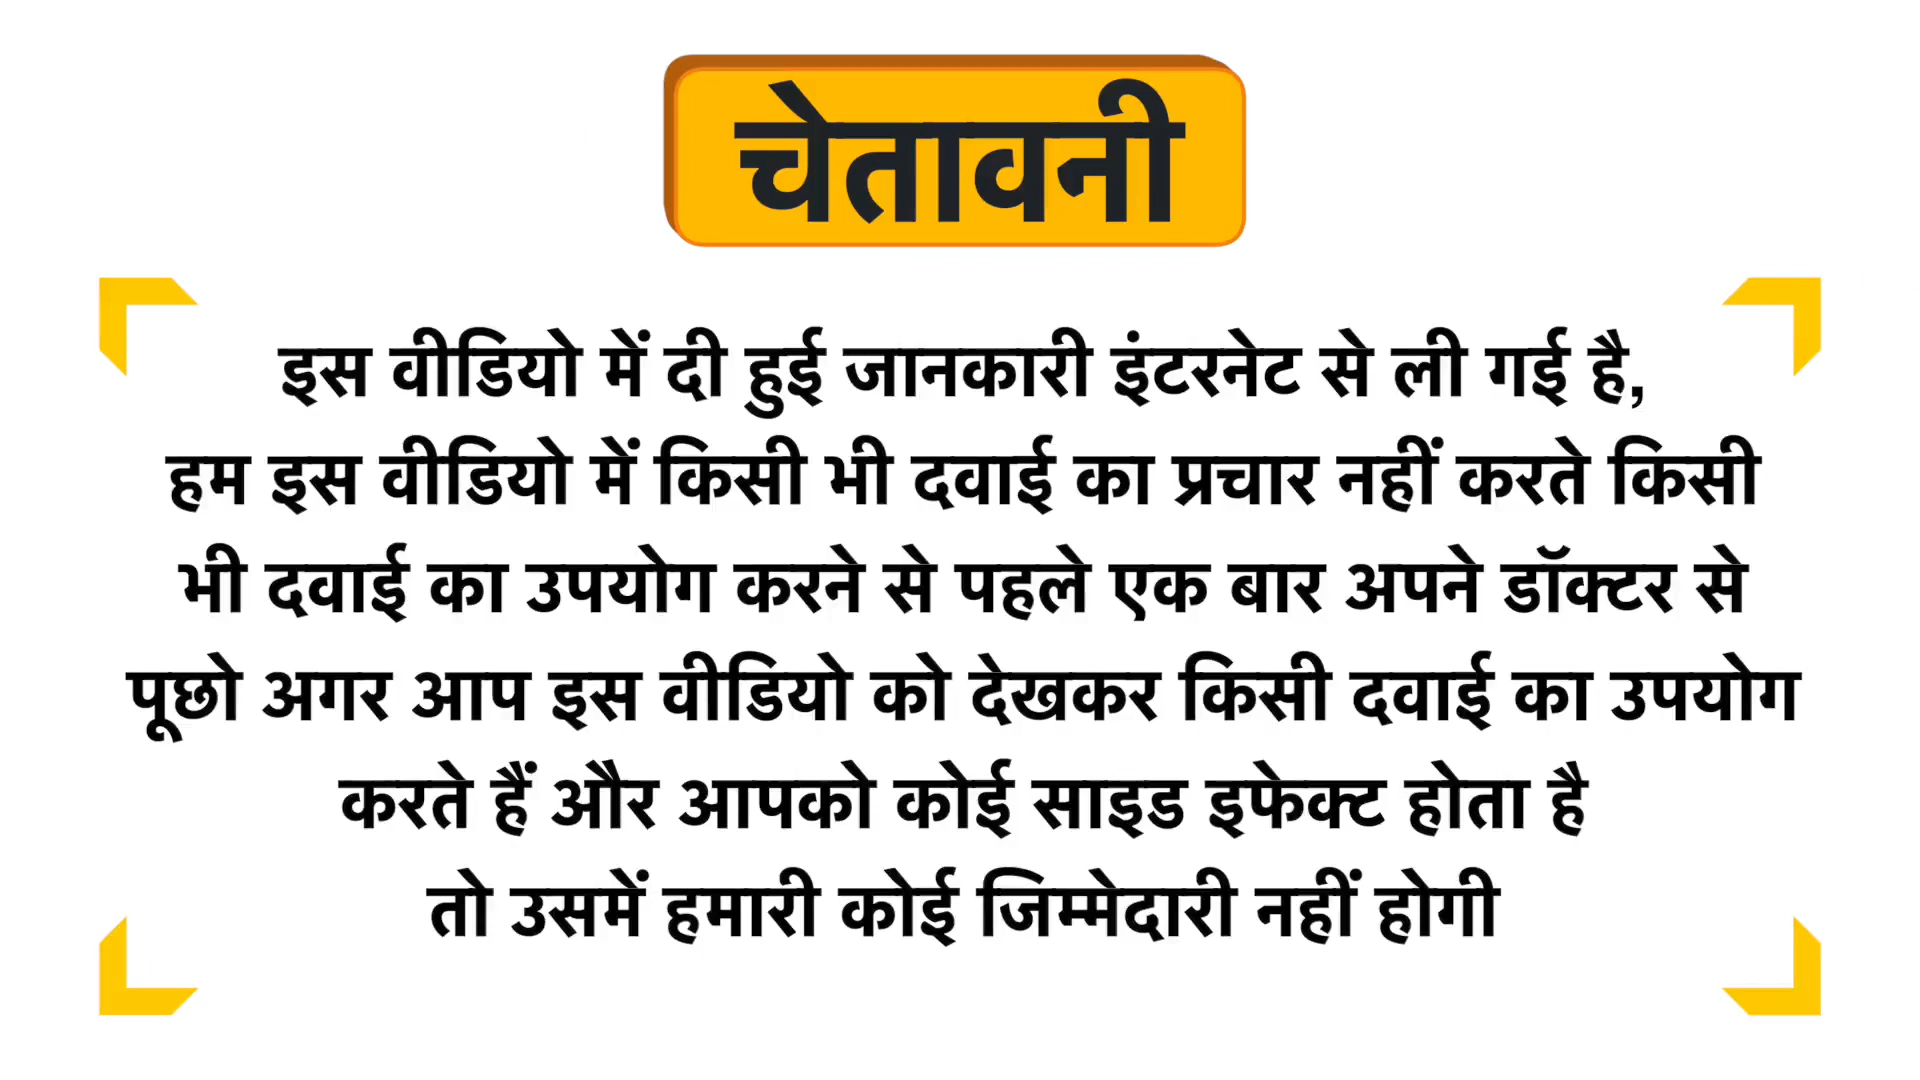 चेतावनी
इस वीडियो में दी हुई जानकारी इंटरनेट से ली गई है,
हम इस वीडियो में किसी भी दवाई का प्रचार नहीं करते किसी
भी दवाई का उपयोग करने से पहले एक बार अपने डॉक्टर से
पूछो अगर आप इस वीडियो को देखकर किसी दवाई का उपयोग
करते हैं और आपको कोई साइड इफेक्ट होता है
तो उसमें हमारी कोई जिम्मेदारी नहीं होगी